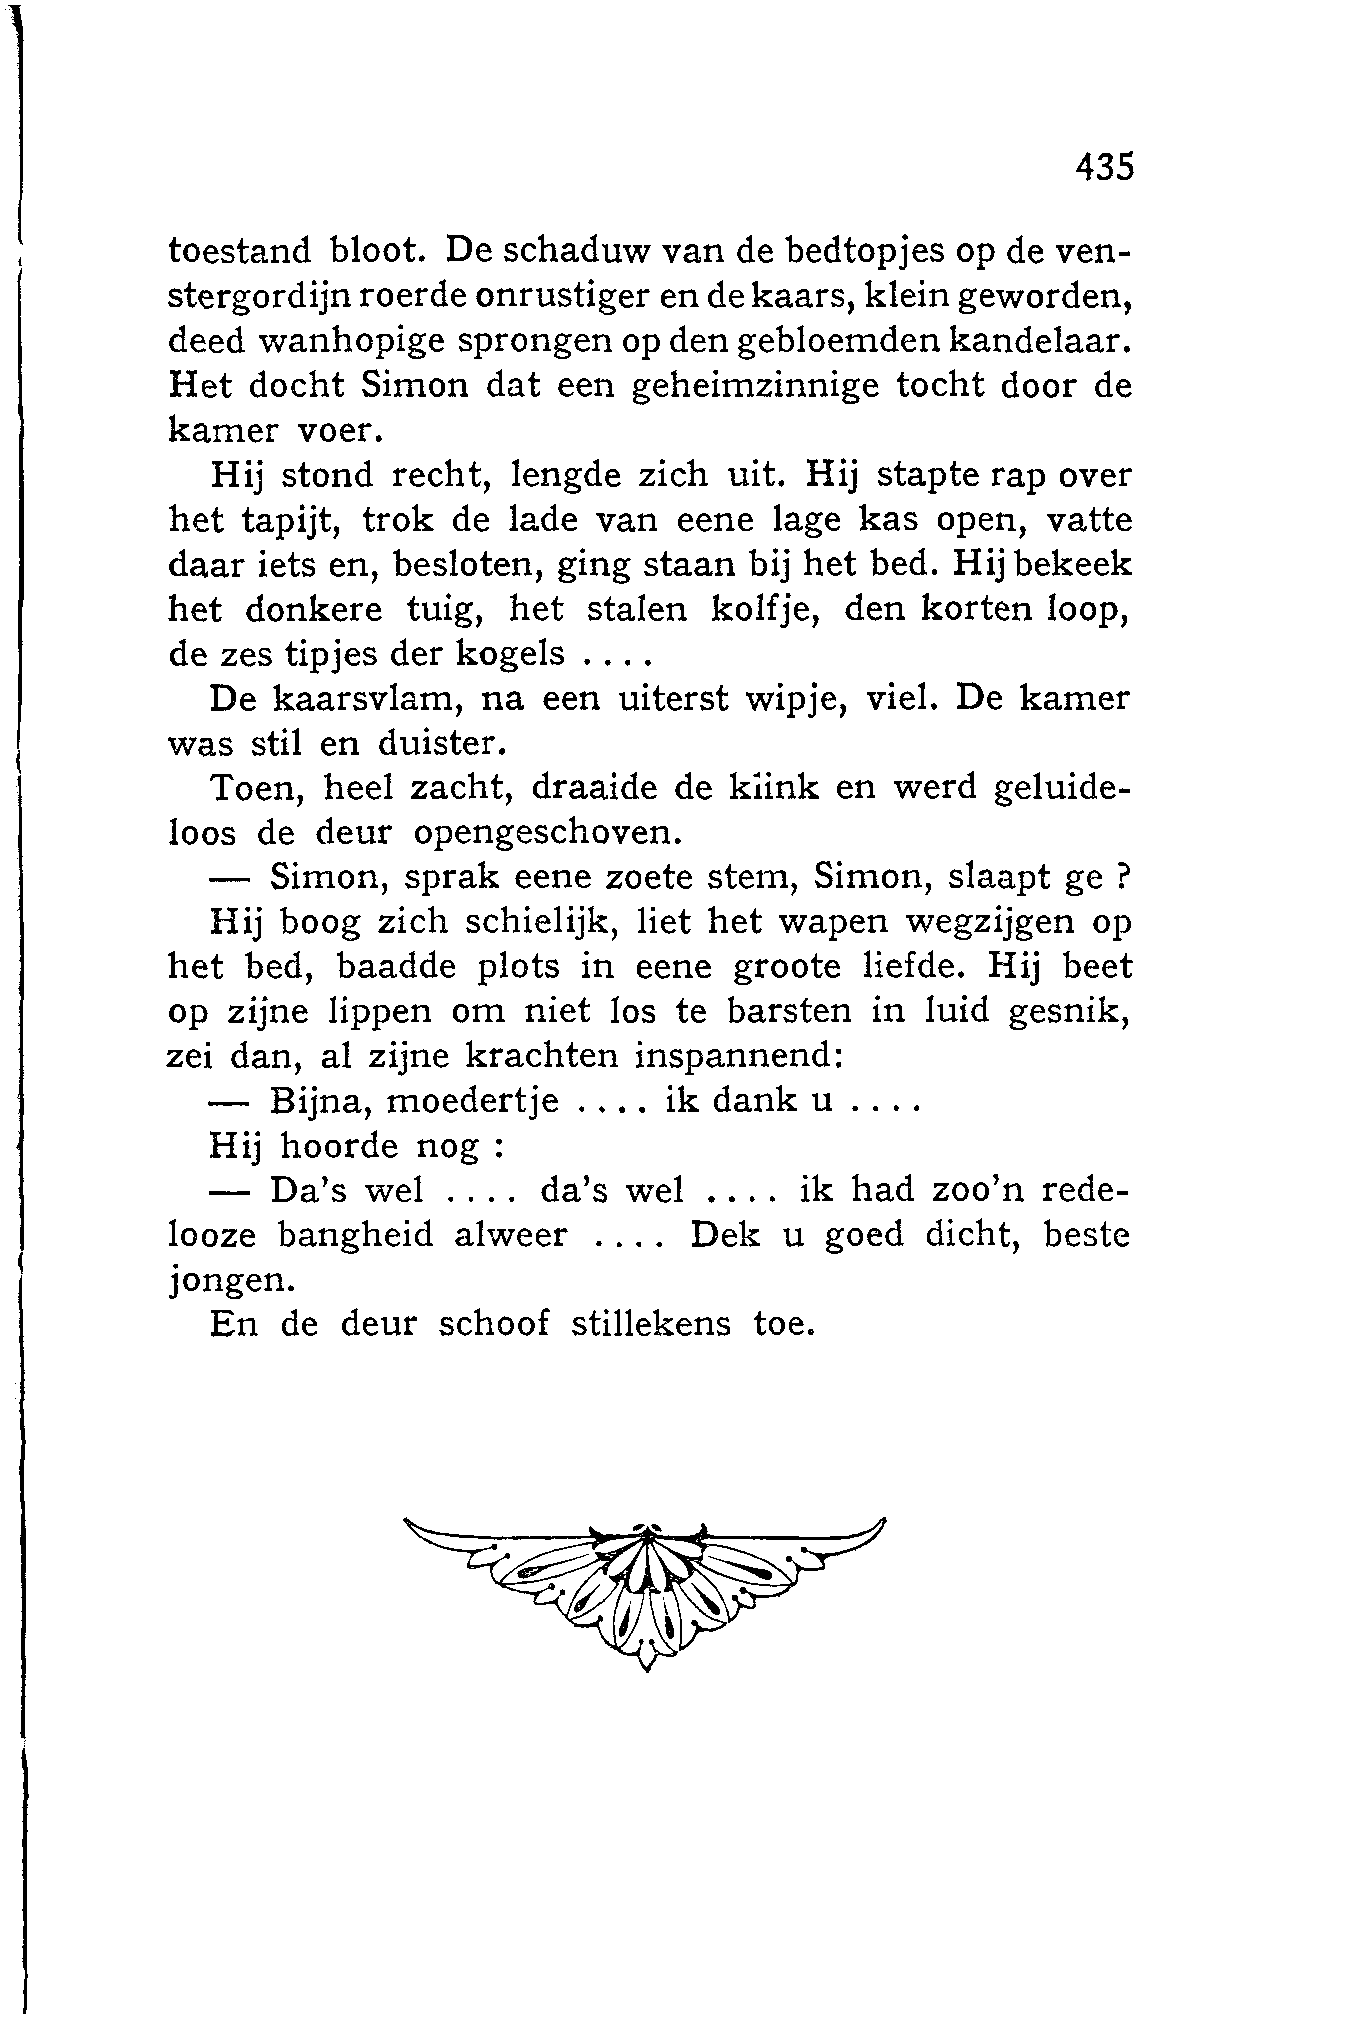 435
toestand bloot. De schaduw van de bedtopjes op de ven-
stergordijn roerde onrustiger en de kaars, klein geworden,
deed wanhopige sprongen op den gebloemden kandelaar.
Het docht Simon dat een geheimzinnige tocht door de
kamer voer.
Hij stond recht, lengde zich uit. Hij stapte rap over
het tapijt, trok de lade van eene lage kas open, vatte
daar iets en, besloten, ging staan bij het bed. Hij bekeek
het donkere tuig, het stalen kolfje, den korten loop,
de zes tipjes der kogels ....
De kaarsvlam, na een uiterst wipje, viel. De kamer
was stil en duister.
Toen, heel zacht, draaide de klink en werd geluide-
loos de deur opengeschoven.
— Simon, sprak eene zoete stem, Simon, slaapt ge ?
Hij boog zich schielijk, liet het wapen wegzijgen op
het bed, baadde plots in eene groote liefde. Hij beet
op zijne lippen om niet los te barsten in luid gesnik,
zei dan, al zijne krachten inspannend:
— Bijna, moedertje .... ik dank u ....
Hij hoorde nog :
— Da's wel .... da's wel .... ik had zoo'n rede-
looze bangheid alweer .... Dek u goed dicht, beste
jongen.
En de deur schoof stillekens toe.